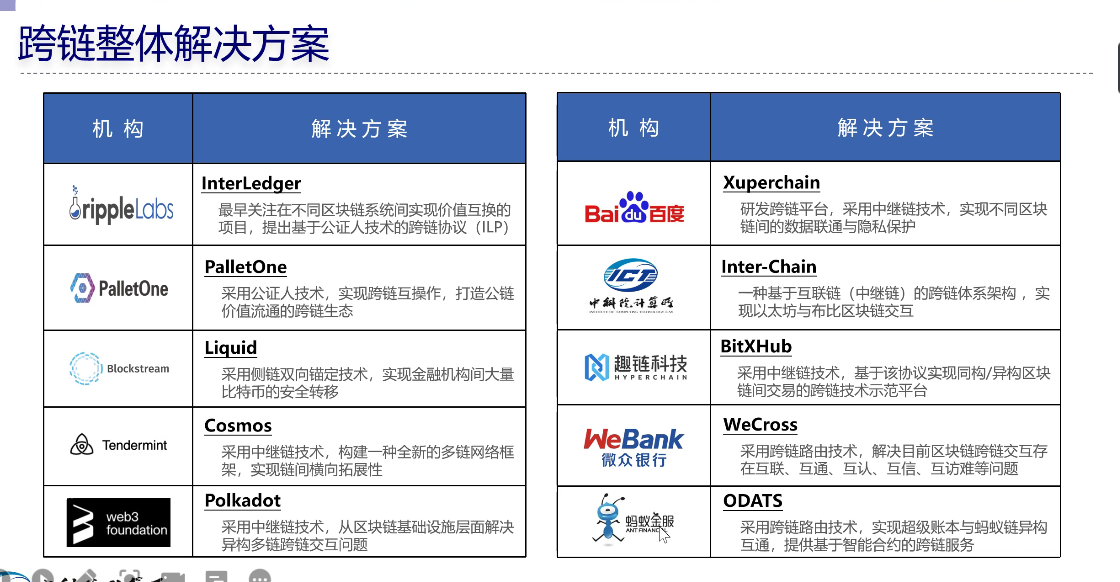 跨链整体解决方案
机 构
解决方案
rippleLabs
InterLedger
最早关注在不同区块链系统间实现价值互换的
项目，提出基于公证人技术的跨链协议（ILP）
PalletOne
PalletOne
采用公证人技术，实现跨链互操作，打造公链
价值流通的跨链生态
Blockstream
Liquid
采用侧链双向锚定技术，实现金融机构间大量
比特币的安全转移
Tendermint
Cosmos
采用中继链技术，构建一种全新的多链网络框
架，实现链间横向拓展性
web3
foundation
Polkadot
采用中继链技术，从区块链基础设施层面解决
异构多链跨链交互问题
机 构
解决方案
Bai du 百度
Xuperchain
研发跨链平台，采用中继链技术，实现不同区块
链间的数据联通与隐私保护
ICT
中科院计算所
Inter-Chain
一种基于互联链（中继链）的跨链体系架构 ，实
现以太坊与布比区块链交互
趣链科技
HYPERCHAIN
BitXHub
采用中继链技术，基于该协议实现同构/异构区块
链间交易的跨链技术示范平台
WeBank
微众银行
WeCross
采用跨链路由技术，解决目前区块链跨链交互存
在互联、互通、互认、互信、互访难等问题
蚂蚁金服
ANT FINANCIAL
ODATS
采用跨链路由技术，实现超级账本与蚂蚁链异构
互通，提供基于智能合约的跨链服务